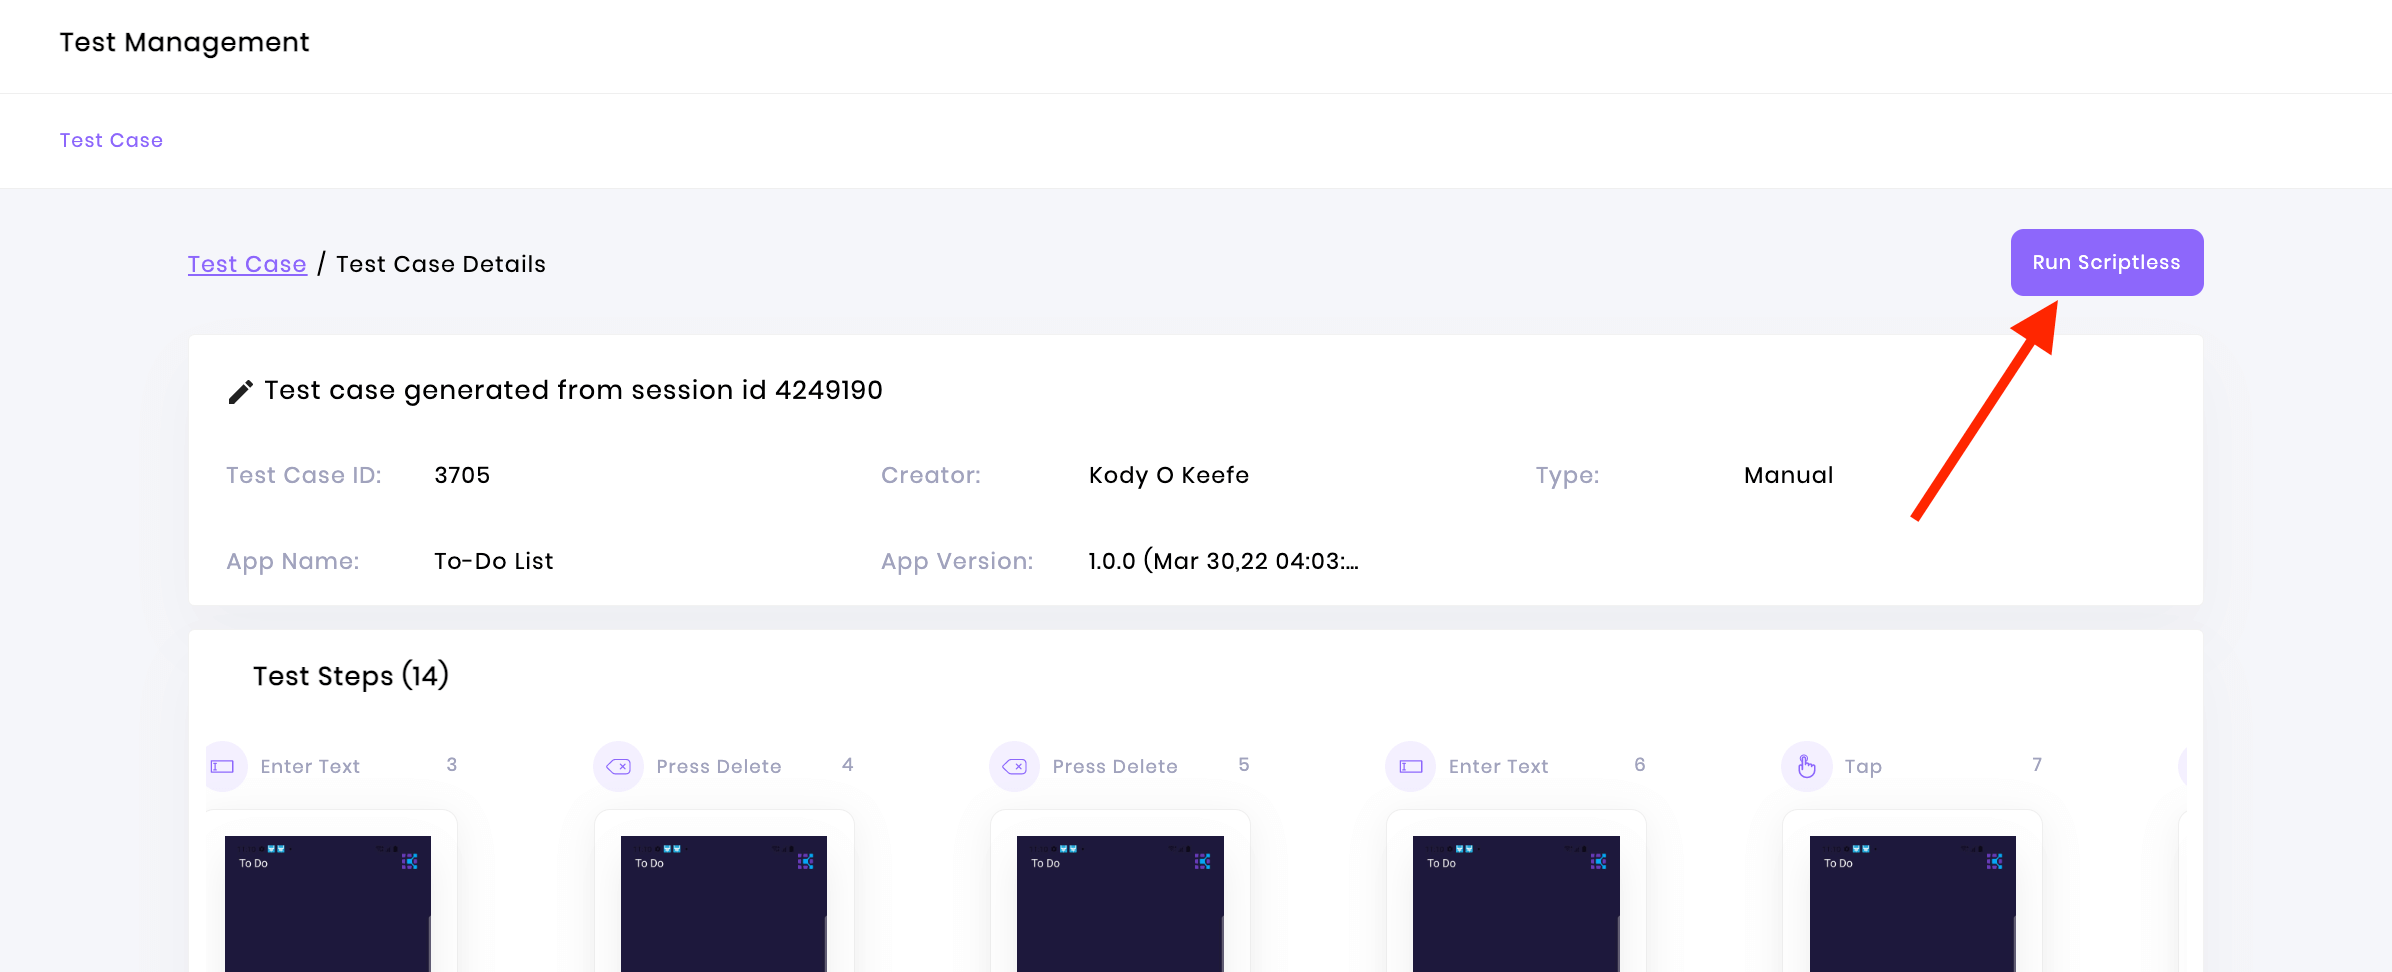 Test Management
Test Case
Test Case / Test Case Details
Run Scriptless
Test case generated from session id 4249190
Test Case ID: 3705 Creator: Kody O Keefe Type: Manual
App Name: To-Do List App Version: 1.0.0 (Mar 30,22 04:03:...
Test Steps (14)
Enter Text 3 Press Delete 4 Press Delete 5 Enter Text 6 Tap 7
To Do To Do To Do To Do To Do